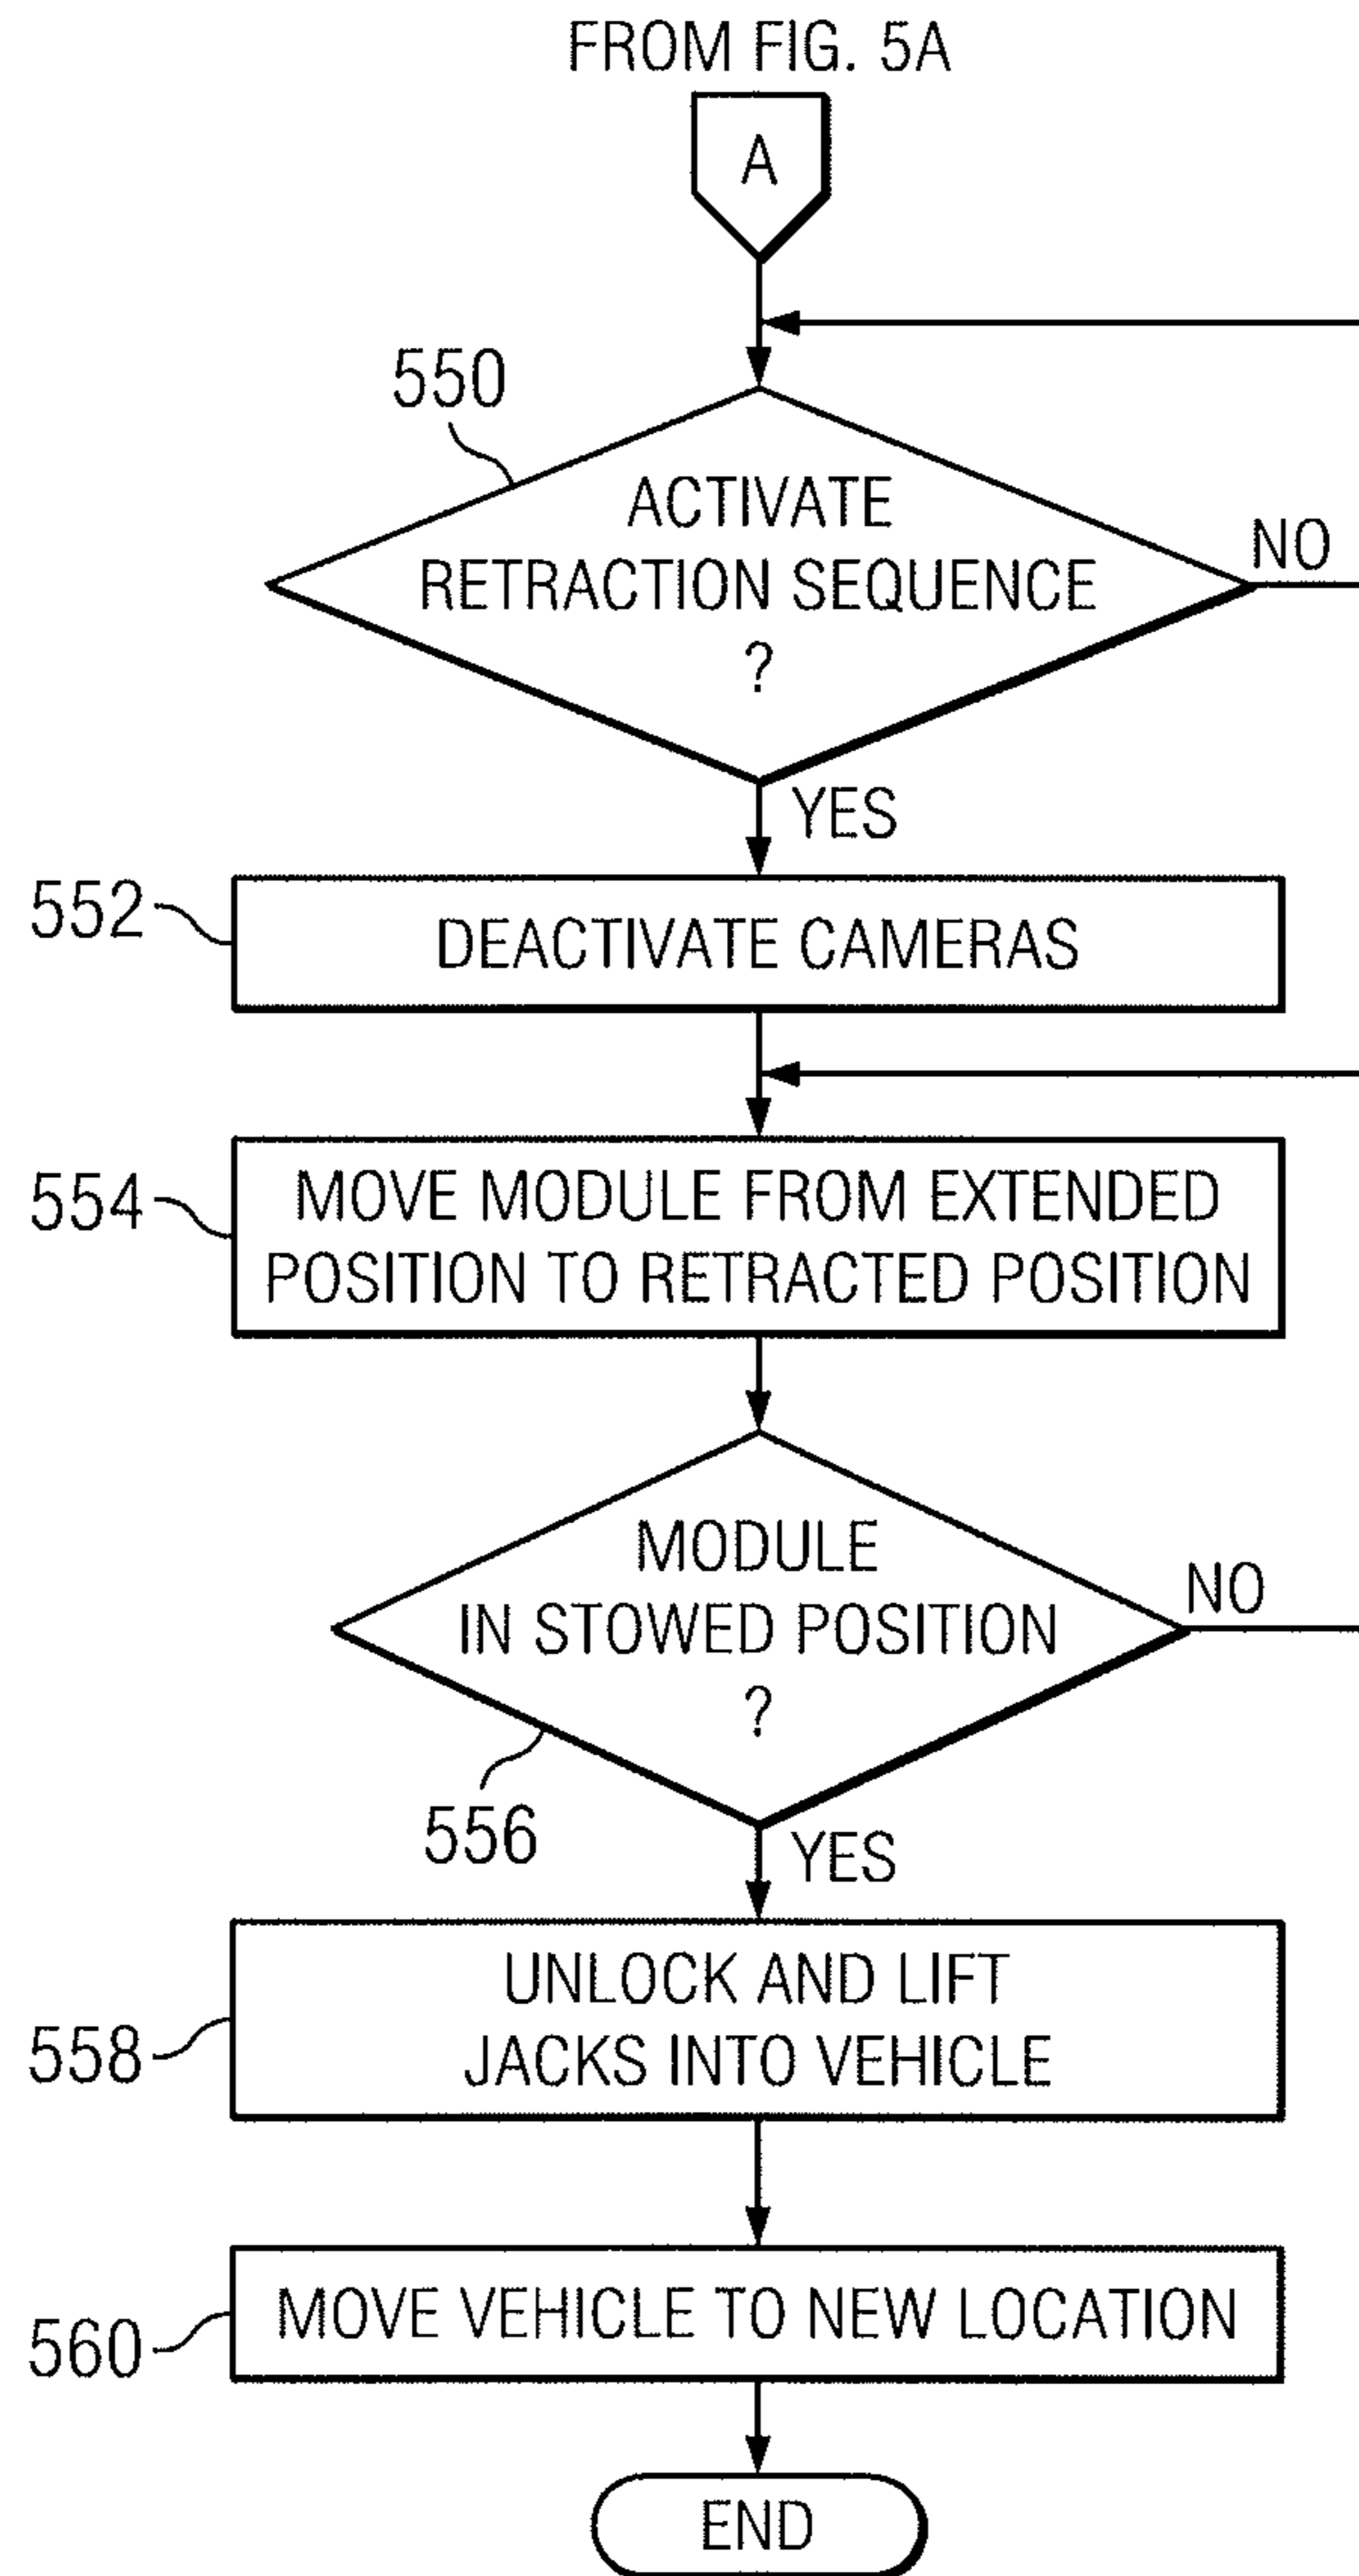 FROM FIG. 5A
A
550
ACTIVATE
RETRACTION SEQUENCE
?
NO
YES
552
DEACTIVATE CAMERAS
554
MOVE MODULE FROM EXTENDED
POSITION TO RETRACTED POSITION
MODULE
IN STOWED POSITION
?
NO
556
YES
558
UNLOCK AND LIFT
JACKS INTO VEHICLE
560
MOVE VEHICLE TO NEW LOCATION
END